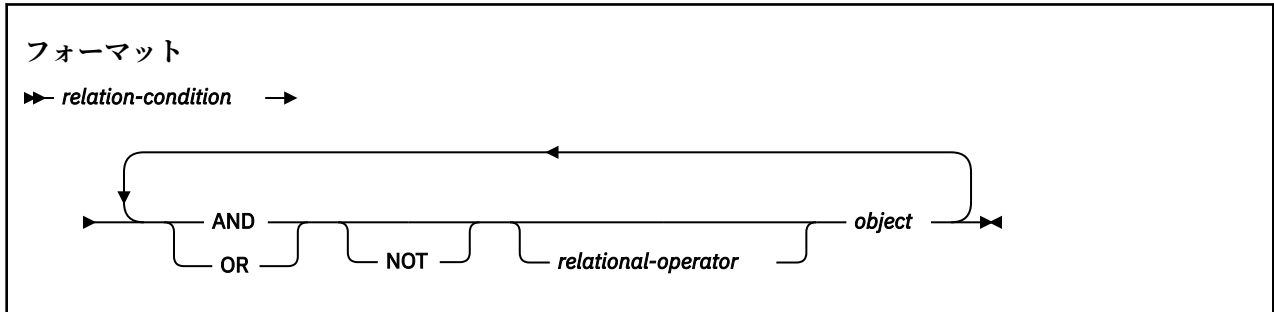 フォーマット
relation-condition
AND
OR
NOT
relational-operator
object